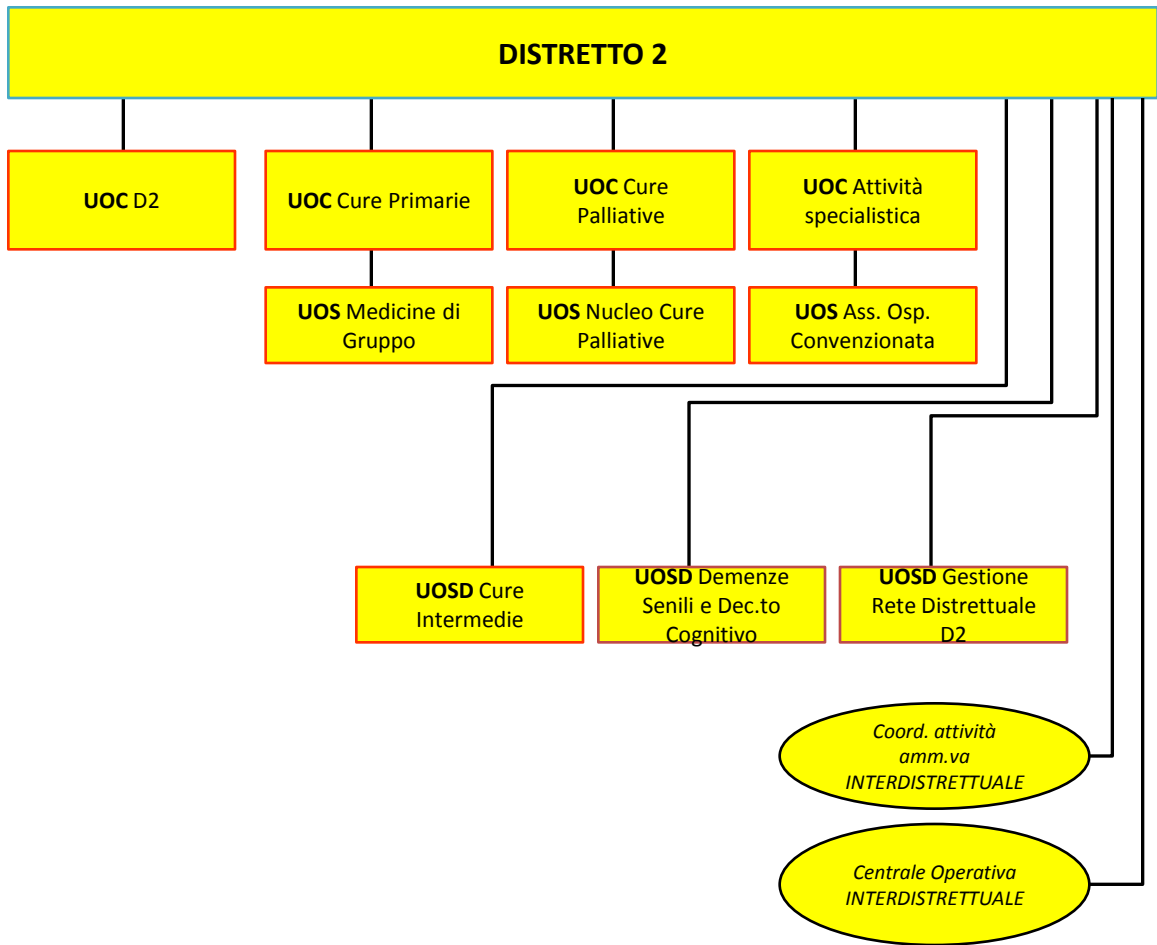 DISTRETTO 2
UOC D2
UOC Cure Primarie
UOC Cure
Palliative
UOC Attività
specialistica
UOS Medicine di
Gruppo
UOS Nucleo Cure
Palliative
UOS Ass. Osp.
Convenzionata
UOSD Cure
Intermedie
UOSD Demenze
Senili e Dec.to
Cognitivo
UOSD Gestione
Rete Distrettuale
D2
Coord. attività
amm.va
INTERDISTRETTUALE
Centrale Operativa
INTERDISTRETTUALE